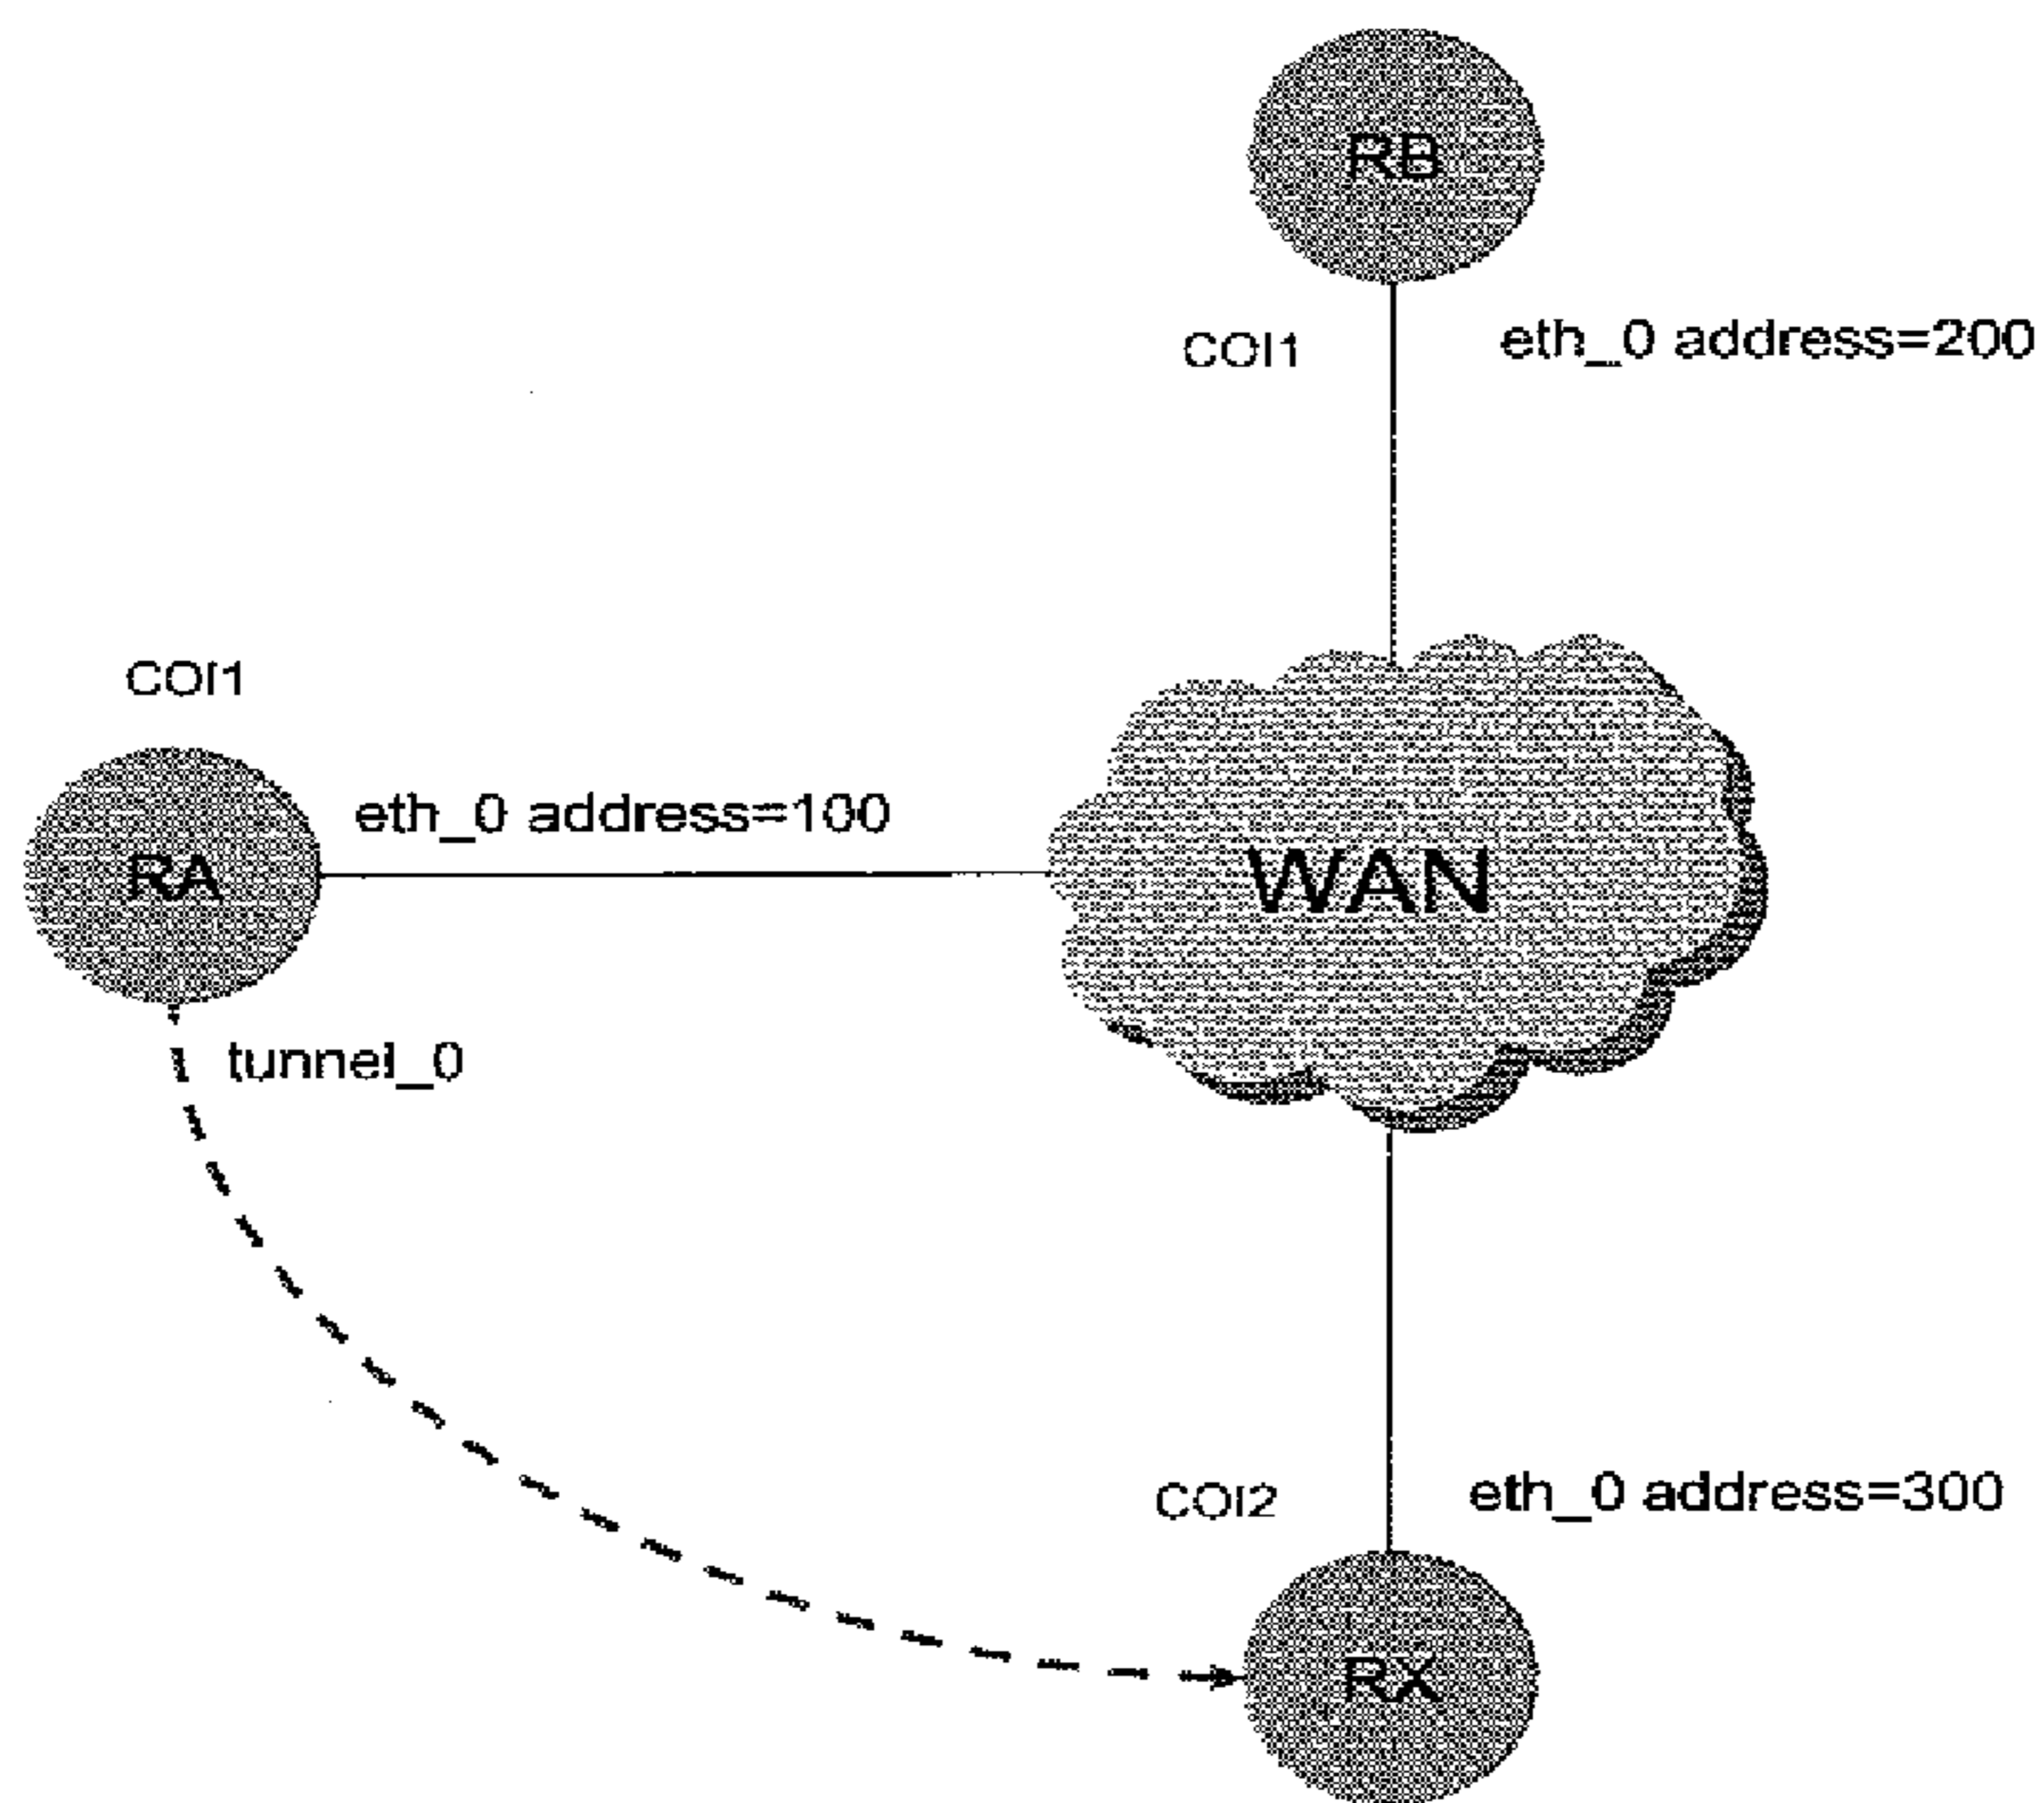 RB
COI1
eth_0 address=200
COI1
eth_0 address=100
RA
WAN
tunnel_0
COI2
eth_0 address=300
RX